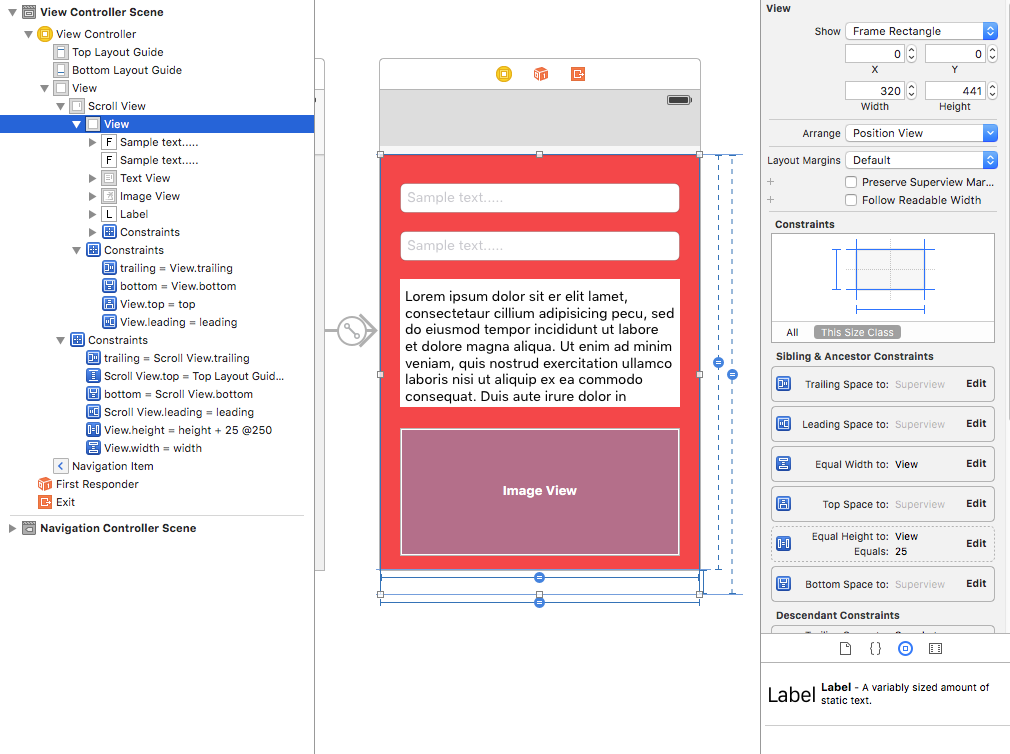 View Controller Scene
View Controller
Top Layout Guide
Bottom Layout Guide
View
Scroll View
View
F Sample text.....
F Sample text.....
Text View
Image View
L Label
Constraints
Constraints
trailing = View.trailing
bottom = View.bottom
View.top = top
View.leading = leading
Constraints
trailing = Scroll View.trailing
Scroll View.top = Top Layout Guid...
bottom = Scroll View.bottom
Scroll View.leading = leading
View.height = height + 25 @250
View.width = width
Navigation Item
First Responder
Exit
Navigation Controller Scene
Sample text.....
Sample text.....
Lorem ipsum dolor sit er elit lamet,
consectetaur cillium adipisicing pecu, sed
do eiusmod tempor incididunt ut labore
et dolore magna aliqua. Ut enim ad minim
veniam, quis nostrud exercitation ullamco
laboris nisi ut aliquip ex ea commodo
consequat. Duis aute irure dolor in
Image View
View
Show Frame Rectangle
0 0
X Y
320 441
Width Height
Arrange Position View
Layout Margins Default
Preserve Superview Mar...
Follow Readable Width
Constraints
All This Size Class
Sibling & Ancestor Constraints
Trailing Space to: Superview Edit
Leading Space to: Superview Edit
Equal Width to: View Edit
Top Space to: Superview Edit
Equal Height to: View
Equals: 25 Edit
Bottom Space to: Superview Edit
Descendant Constraints
Label Label - A variably sized amount of
static text.